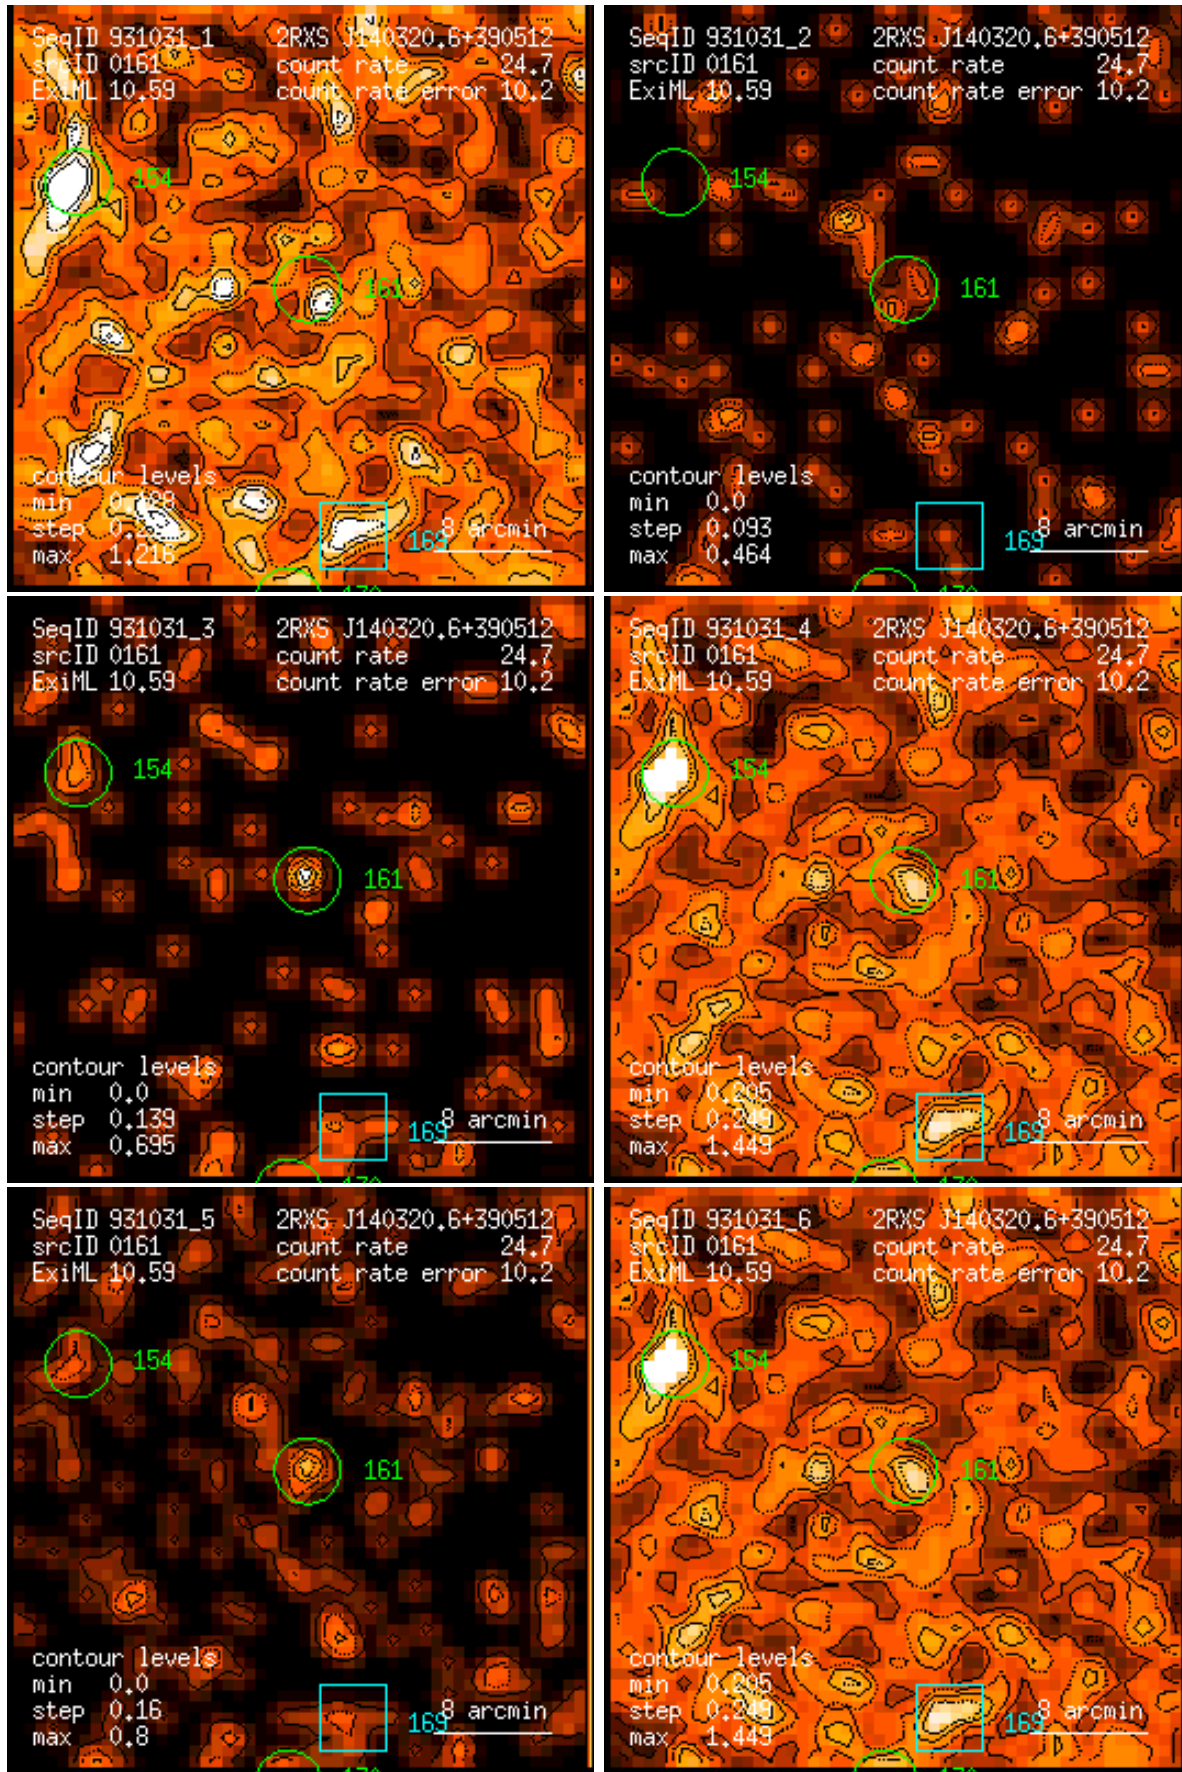 SeqID 931031_1 2RXS J140320.6+390512
srcID 0161 count rate 24.7
ExiML 10.59 count rate error 10.2
154
161
contour levels
min
step
max 1.216
8 arcmin
169
SeqID 931031_2 2RXS J140320.6+390512
srcID 0161 count rate 24.7
ExiML 10.59 count rate error 10.2
154
161
contour levels
min 0.0
step 0.093
max 0.464
8 arcmin
169
SeqID 931031_3 2RXS J140320.6+390512
srcID 0161 count rate 24.7
ExiML 10.59 count rate error 10.2
154
161
contour levels
min 0.0
step 0.139
max 0.695
8 arcmin
169
SeqID 931031_4 2RXS J140320.6+390512
srcID 0161 count rate 24.7
ExiML 10.59 count rate error 10.2
154
161
contour levels
min 0.205
step 0.249
max 1.449
8 arcmin
169
SeqID 931031_5 2RXS J140320.6+390512
srcID 0161 count rate 24.7
ExiML 10.59 count rate error 10.2
154
161
contour levels
min 0.0
step 0.16
max 0.8
8 arcmin
169
SeqID 931031_6 2RXS J140320.6+390512
srcID 0161 count rate 24.7
ExiML 10.59 count rate error 10.2
154
161
contour levels
min 0.205
step 0.249
max 1.449
8 arcmin
169